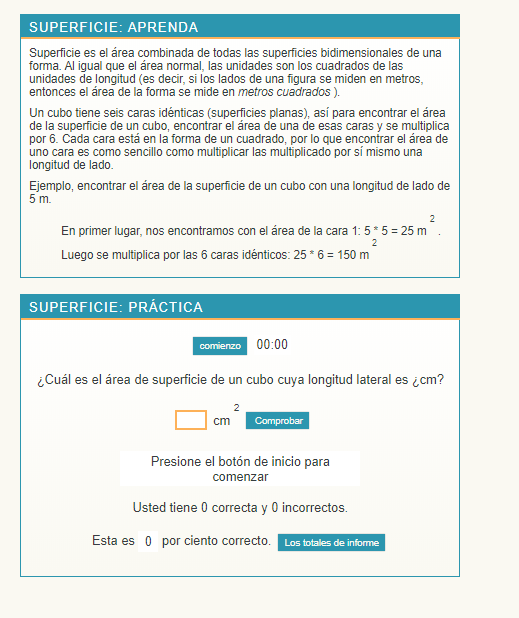 SUPERFICIE: APRENDA
Superficie es el área combinada de todas las superficies bidimensionales de una
forma. Al igual que el área normal, las unidades son los cuadrados de las
unidades de longitud (es decir, si los lados de una figura se miden en metros,
entonces el área de la forma se mide en metros cuadrados ).
Un cubo tiene seis caras idénticas (superficies planas), así para encontrar el área
de la superficie de un cubo, encontrar el área de una de esas caras y se multiplica
por 6. Cada cara está en la forma de un cuadrado, por lo que encontrar el área de
uno cara es como sencillo como multiplicar las multiplicado por sí mismo una
longitud de lado.
Ejemplo, encontrar el área de la superficie de un cubo con una longitud de lado de
5 m.
En primer lugar, nos encontramos con el área de la cara 1: 5 * 5 = 25 m 2 .
Luego se multiplica por las 6 caras idénticos: 25 * 6 = 150 m 2
SUPERFICIE: PRÁCTICA
comienzo 00:00
¿Cuál es el área de superficie de un cubo cuya longitud lateral es ¿cm?
cm 2 Comprobar
Presione el botón de inicio para
comenzar
Usted tiene 0 correcta y 0 incorrectos.
Esta es 0 por ciento correcto. Los totales de informe